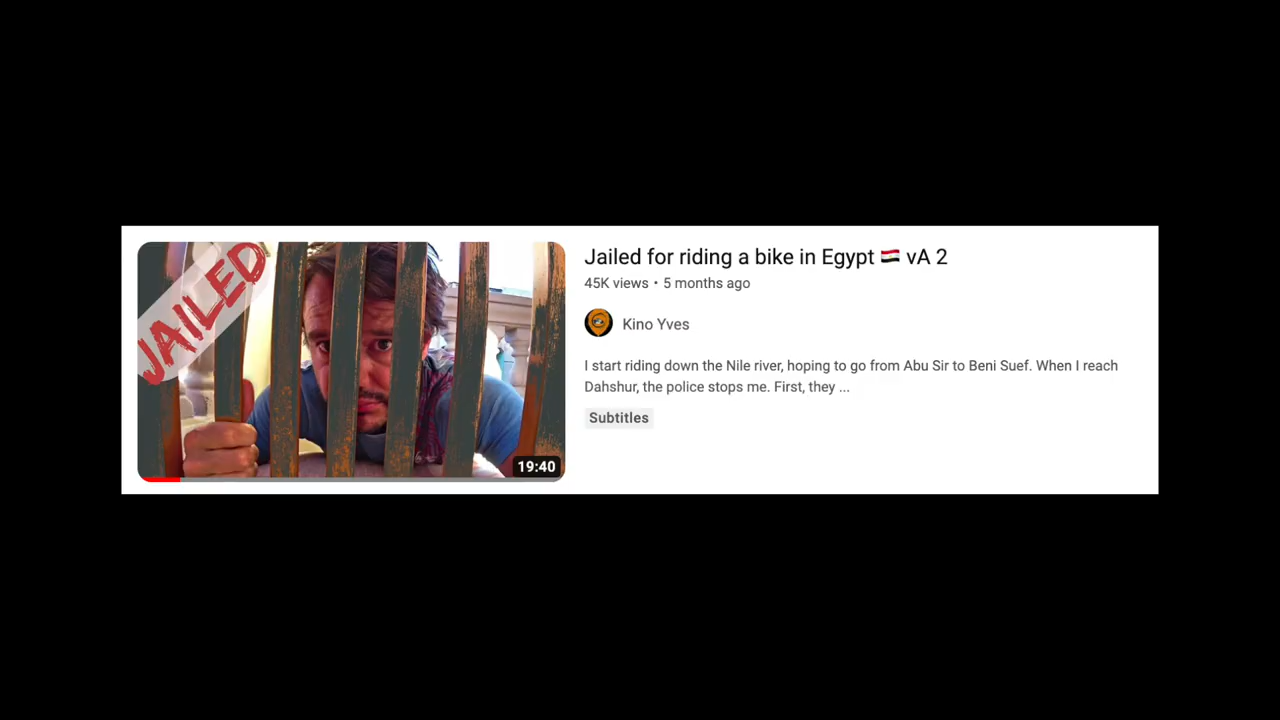 JAILED
19:40
Jailed for riding a bike in Egypt 🇪🇬 vA 2
45K views • 5 months ago
Kino Yves
I start riding down the Nile river, hoping to go from Abu Sir to Beni Suef. When I reach
Dahshur, the police stops me. First, they ...
Subtitles